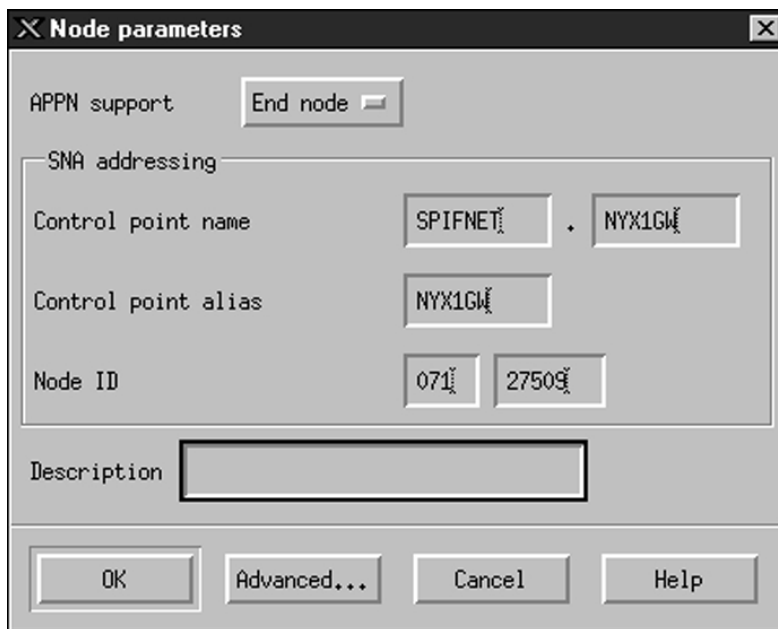 Node parameters
APPN support End node
SNA addressing
Control point name SPIFNET . NYX1GW
Control point alias NYX1GW
Node ID 071 27509
Description
OK Advanced... Cancel Help